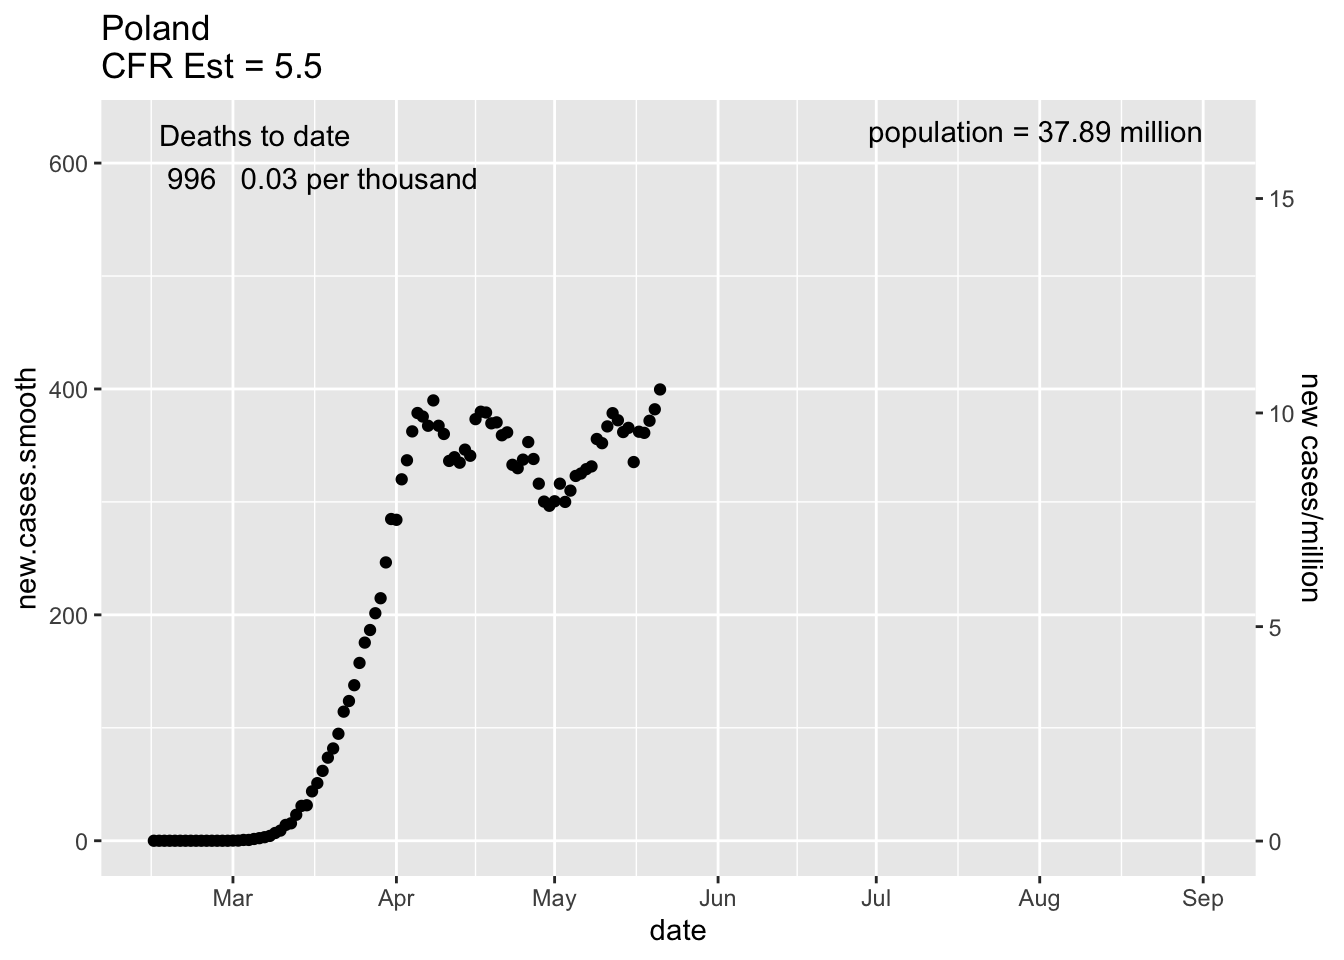 Poland
CFR Est = 5.5
Deaths to date
996 0.03 per thousand
population = 37.89 million
600
400
200
0
new.cases.smooth
15
10
5
0
new cases/million
Mar Apr May Jun Jul Aug Sep
date